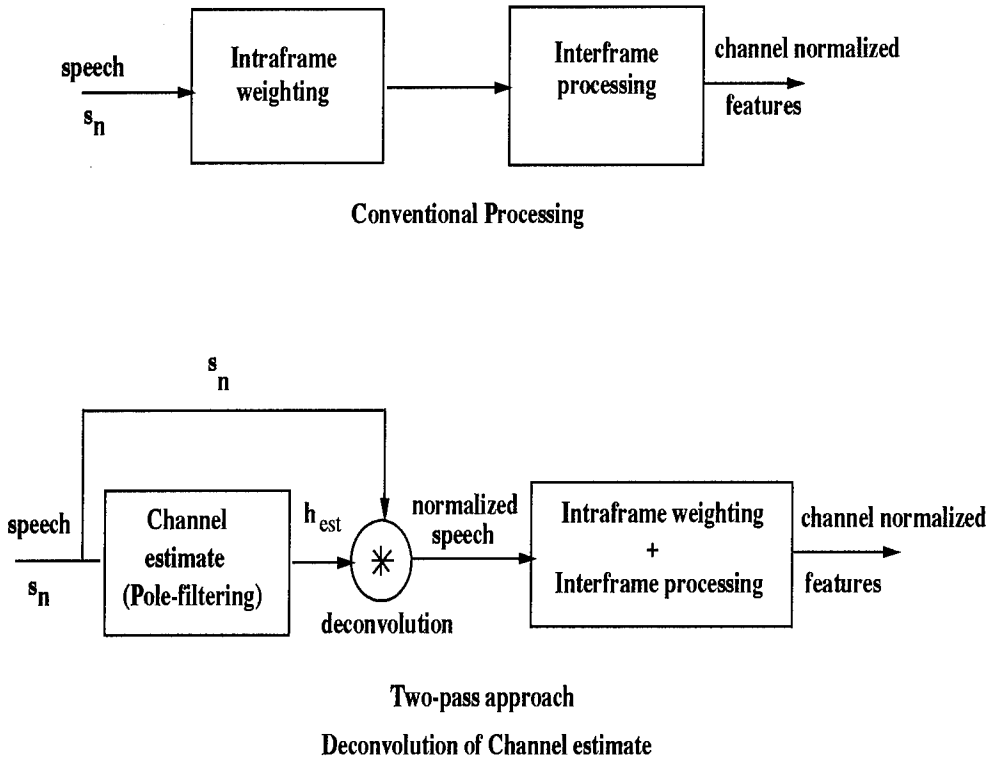 speech
s_n
Intraframe
weighting
Interframe
processing
channel normalized
features
Conventional Processing
s_n
speech
s_n
Channel
estimate
(Pole-filtering)
h_est
deconvolution
normalized
speech
Intraframe weighting
+
Interframe processing
channel normalized
features
Two-pass approach
Deconvolution of Channel estimate